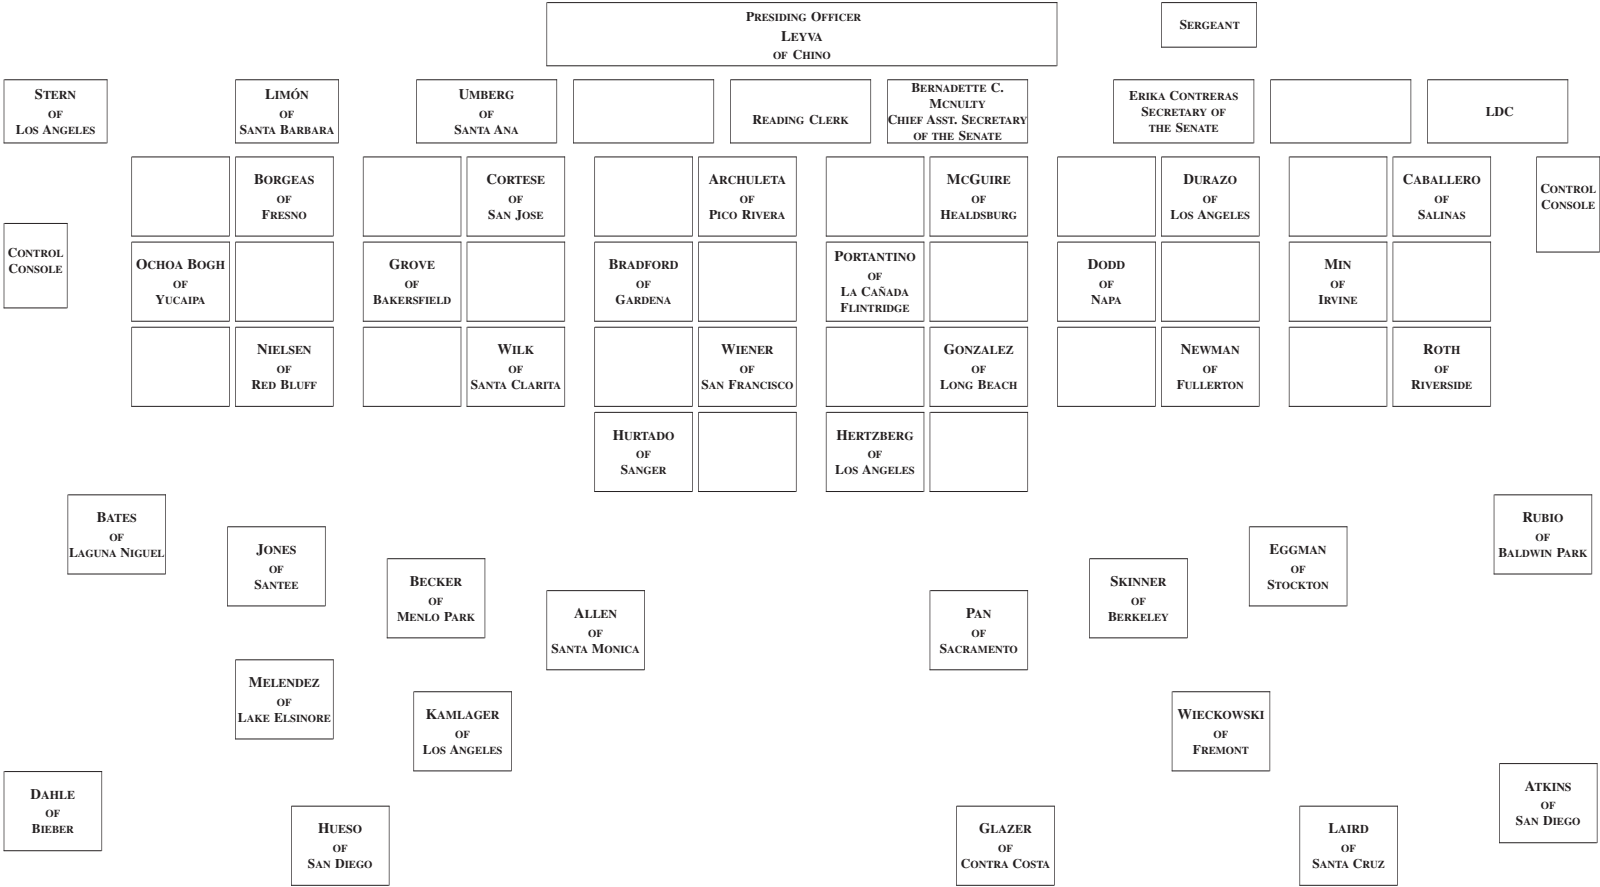 Presiding Officer
Leyva
of Chino
Sergeant
Stern
of
Los Angeles
Limón
of
Santa Barbara
Umberg
of
Santa Ana
Reading Clerk
Bernadette C.
Mcnulty
Chief Asst. Secretary
of the Senate
Erika Contreras
Secretary of
the Senate
LDC
Borgeas
of
Fresno
Cortese
of
San Jose
Archuleta
of
Pico Rivera
McGuire
of
Healdsburg
Durazo
of
Los Angeles
Caballero
of
Salinas
Control
Console
Control
Console
Ochoa Bogh
of
Yucaipa
Grove
of
Bakersfield
Bradford
of
Gardena
Portantino
of
La Cañada
Flintridge
Dodd
of
Napa
Min
of
Irvine
Nielsen
of
Red Bluff
Wilk
of
Santa Clarita
Wiener
of
San Francisco
Gonzalez
of
Long Beach
Newman
of
Fullerton
Roth
of
Riverside
Hurtado
of
Sanger
Hertzberg
of
Los Angeles
Bates
of
Laguna Niguel
Jones
of
Santee
Becker
of
Menlo Park
Allen
of
Santa Monica
Pan
of
Sacramento
Skinner
of
Berkeley
Eggman
of
Stockton
Rubio
of
Baldwin Park
Melendez
of
Lake Elsinore
Kamlager
of
Los Angeles
Wieckowski
of
Fremont
Dahle
of
Bieber
Hueso
of
San Diego
Glazer
of
Contra Costa
Laird
of
Santa Cruz
Atkins
of
San Diego